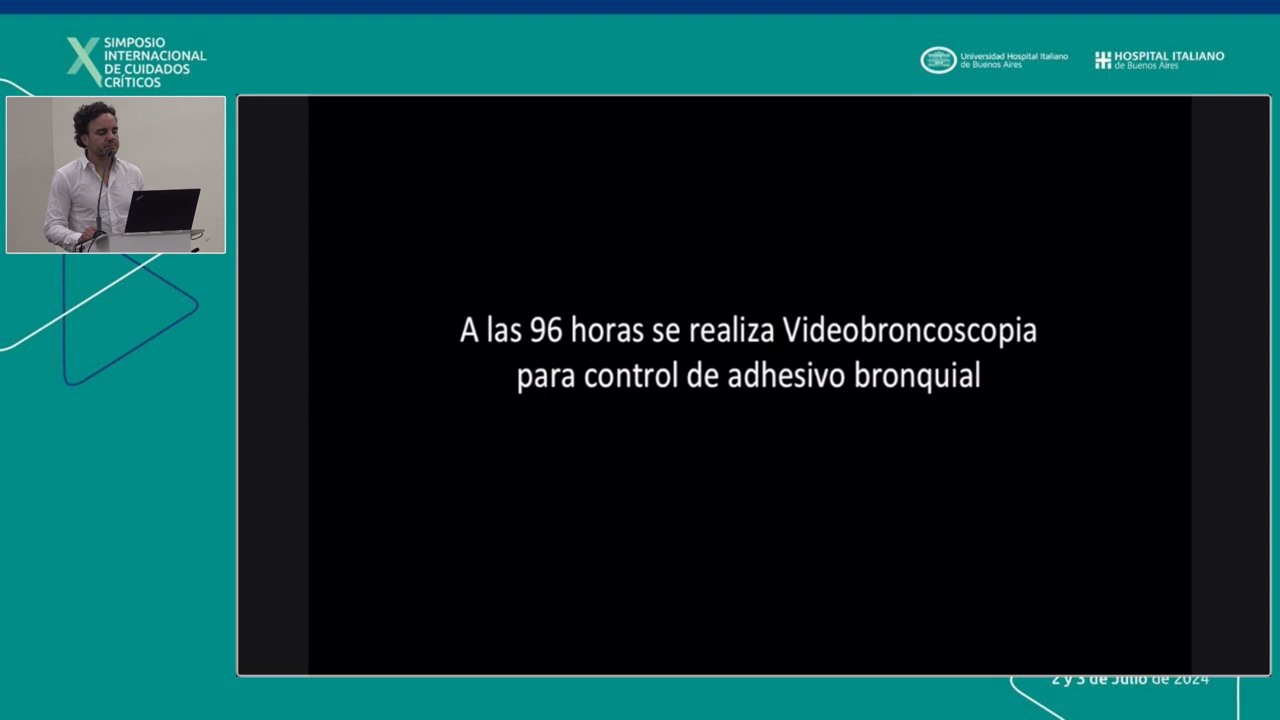 X SIMPOSIO
INTERNACIONAL
DE CUIDADOS
CRÍTICOS
Universidad Hospital Italiano
de Buenos Aires
HOSPITAL ITALIANO
de Buenos Aires
A las 96 horas se realiza Videobroncoscopia
para control de adhesivo bronquial
2 y 3 de Julio de 2024